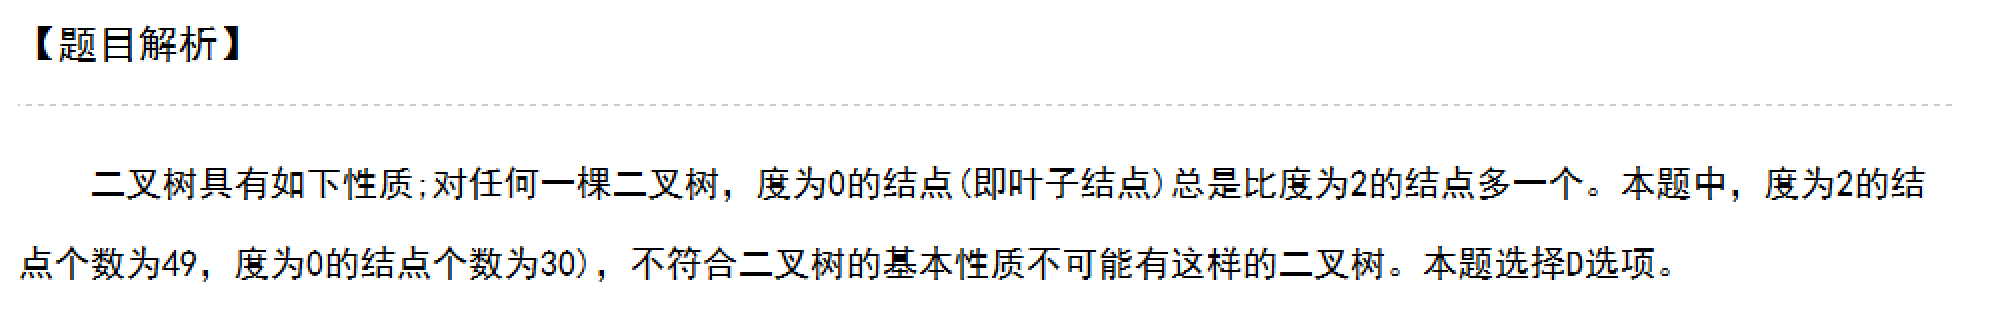 【题目解析】
二叉树具有如下性质;对任何一棵二叉树，度为0的结点(即叶子结点)总是比度为2的结点多一个。本题中，度为2的结
点个数为49，度为0的结点个数为30)，不符合二叉树的基本性质不可能有这样的二叉树。本题选择D选项。